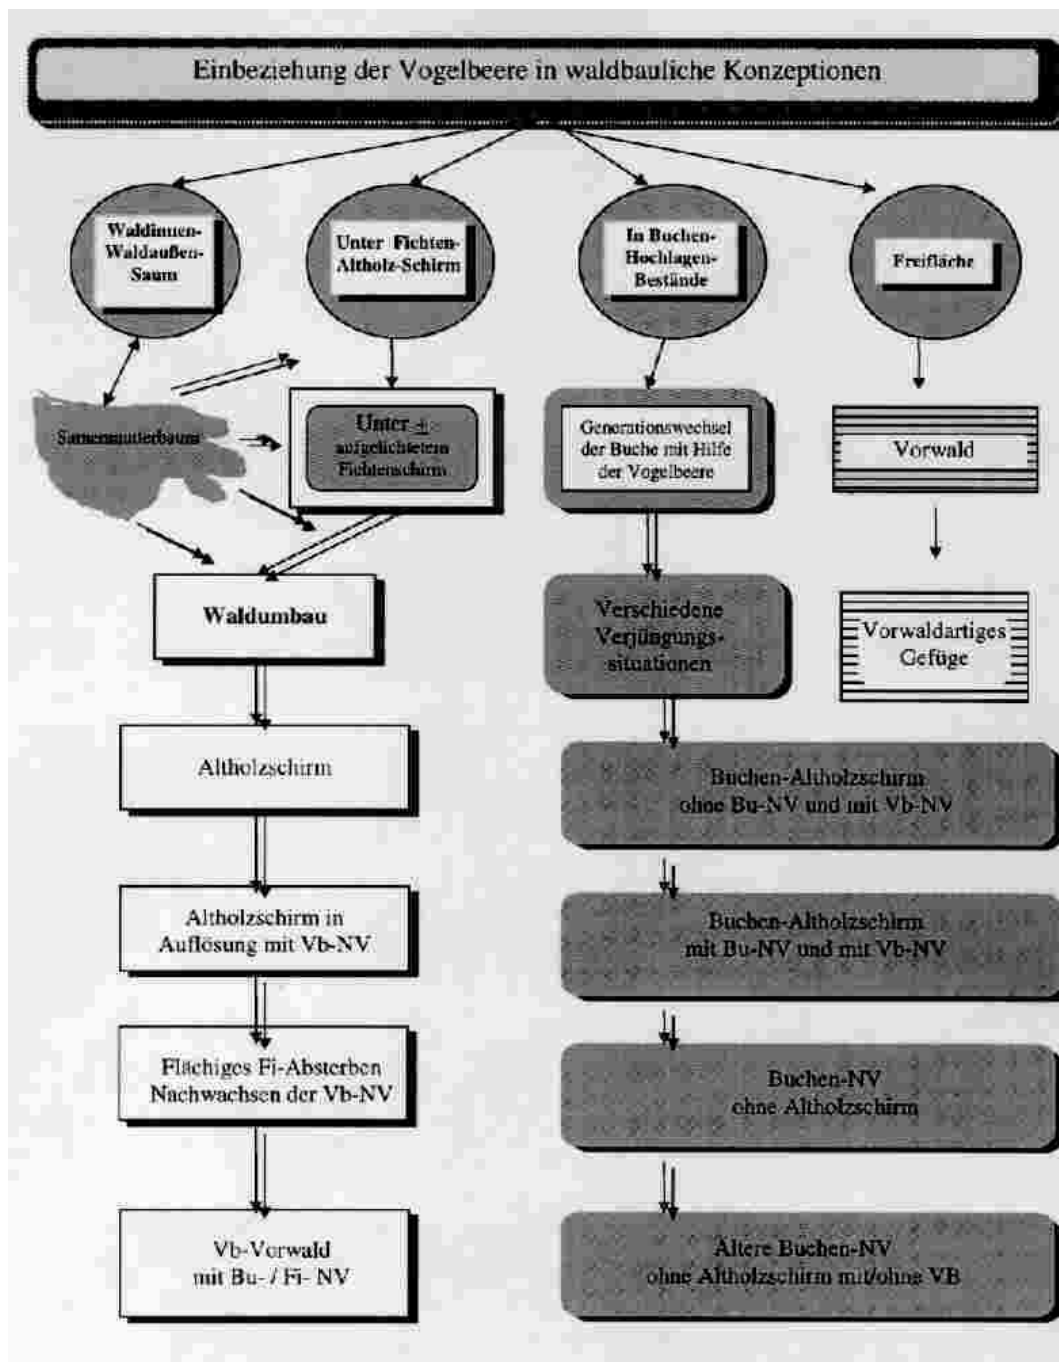 Einbeziehung der Vogelbeere in waldbauliche Konzeptionen
Waldinnen-
Waldaußen-
Saum
Unter Fichten-
Altholz-Schirm
In Buchen-
Hochlagen-
Bestände
Freifläche
Samenmutterbaum
Unter ±
aufgelichtetem
Fichtenschirm
Generationswechsel
der Buche mit Hilfe
der Vogelbeere
Vorwald
Waldumbau
Verschiedene
Verjüngungs-
situationen
Vorwaldartiges
Gefüge
Altholzschirm
Buchen-Altholzschirm
ohne Bu-NV und mit Vb-NV
Altholzschirm in
Auflösung mit Vb-NV
Buchen-Altholzschirm
mit Bu-NV und mit Vb-NV
Flächiges Fi-Absterben
Nachwachsen der Vb-NV
Buchen-NV
ohne Altholzschirm
Vb-Vorwald
mit Bu- / Fi- NV
Ältere Buchen-NV
ohne Altholzschirm mit/ohne VB